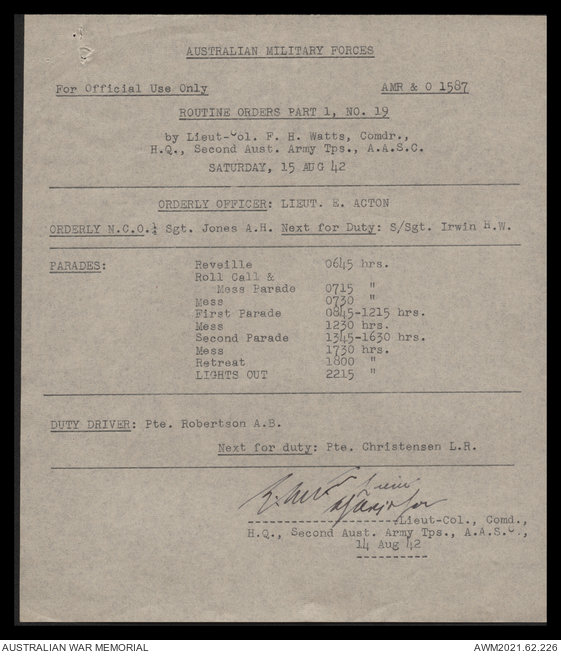 AUSTRALIAN MILITARY FORCES
For Official Use Only AMR & O 1587
ROUTINE ORDERS PART 1, NO. 19
by Lieut-Col. F. H. Watts, Comdr.,
H.Q., Second Aust. Army Tps., A.A.S.C.
SATURDAY, 15 AUG 42
ORDERLY OFFICER: LIEUT. E. ACTON
ORDERLY N.C.O.¼ Sgt. Jones A.H. Next for Duty: S/Sgt. Irwin H.W.
PARADES: Reveille 0645 hrs.
Roll Call &
Mess Parade 0715 "
Mess 0730 "
First Parade 0845-1215 hrs.
Mess 1230 hrs.
Second Parade 1345-1630 hrs.
Mess 1730 hrs.
Retreat 1800 "
LIGHTS OUT 2215 "
DUTY DRIVER: Pte. Robertson A.B.
Next for duty: Pte. Christensen L.R.
Lieut-Col., Comd.,
H.Q., Second Aust. Army Tps., A.A.S.C.,
14 Aug 42
AUSTRALIAN WAR MEMORIAL AWM2021.62.226